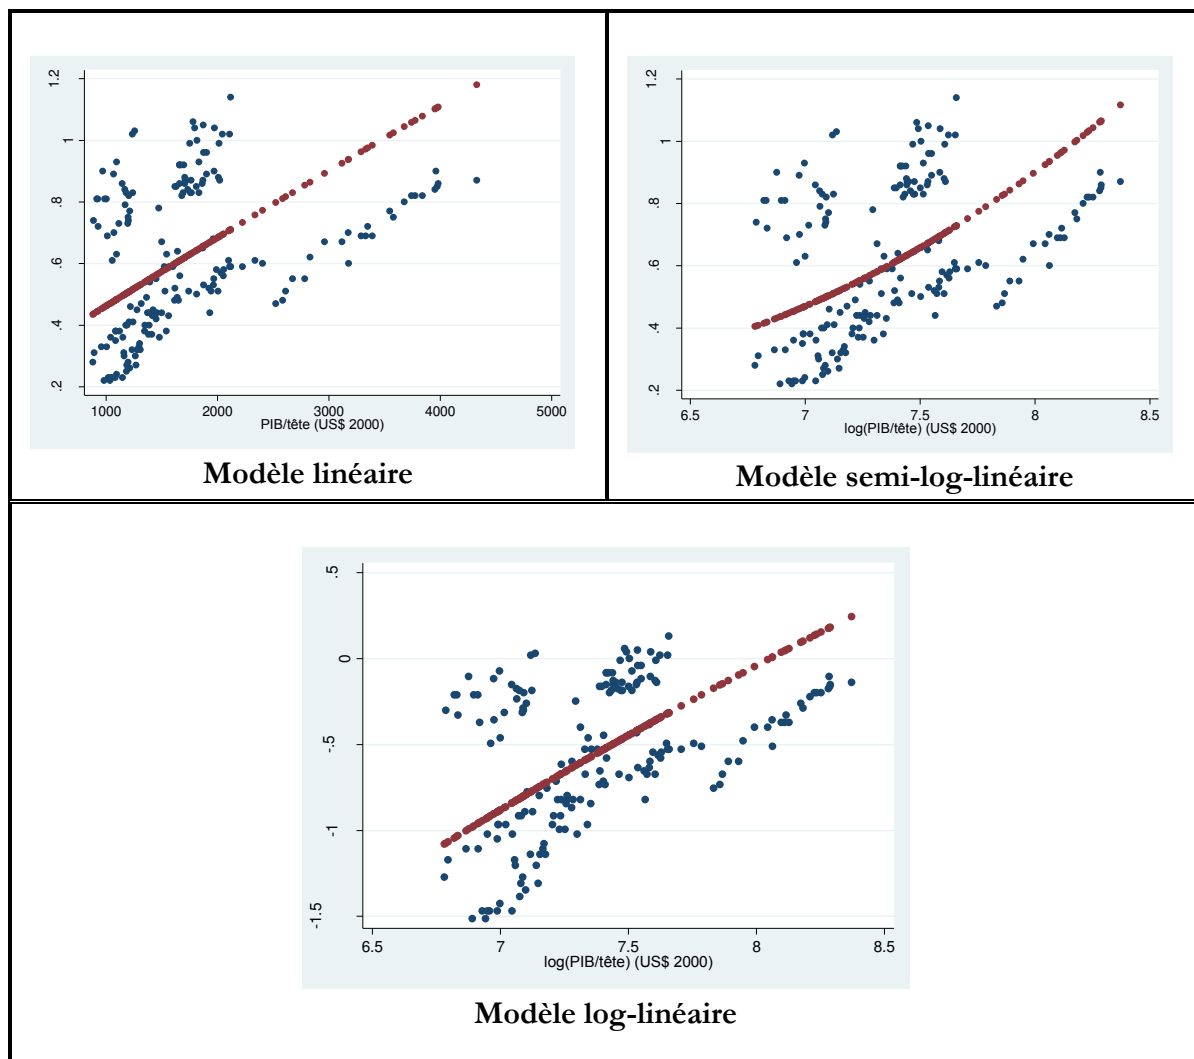 1.2
1
.8
.6
.4
.2
1000 2000 3000 4000 5000
PIB/tête (US$ 2000)
Modèle linéaire
1.2
1
.8
.6
.4
.2
6.5 7 7.5 8 8.5
log(PIB/tête) (US$ 2000)
Modèle semi-log-linéaire
.5
0
-.5
-1
-1.5
6.5 7 7.5 8 8.5
log(PIB/tête) (US$ 2000)
Modèle log-linéaire